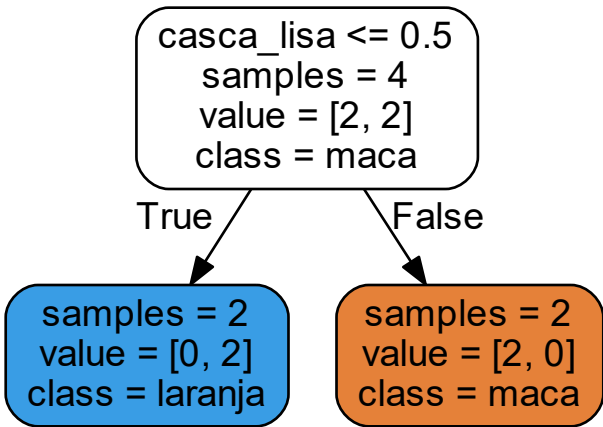 casca_lisa <= 0.5
samples = 4
value = [2, 2]
class = maca
True
False
samples = 2
value = [0, 2]
class = laranja
samples = 2
value = [2, 0]
class = maca